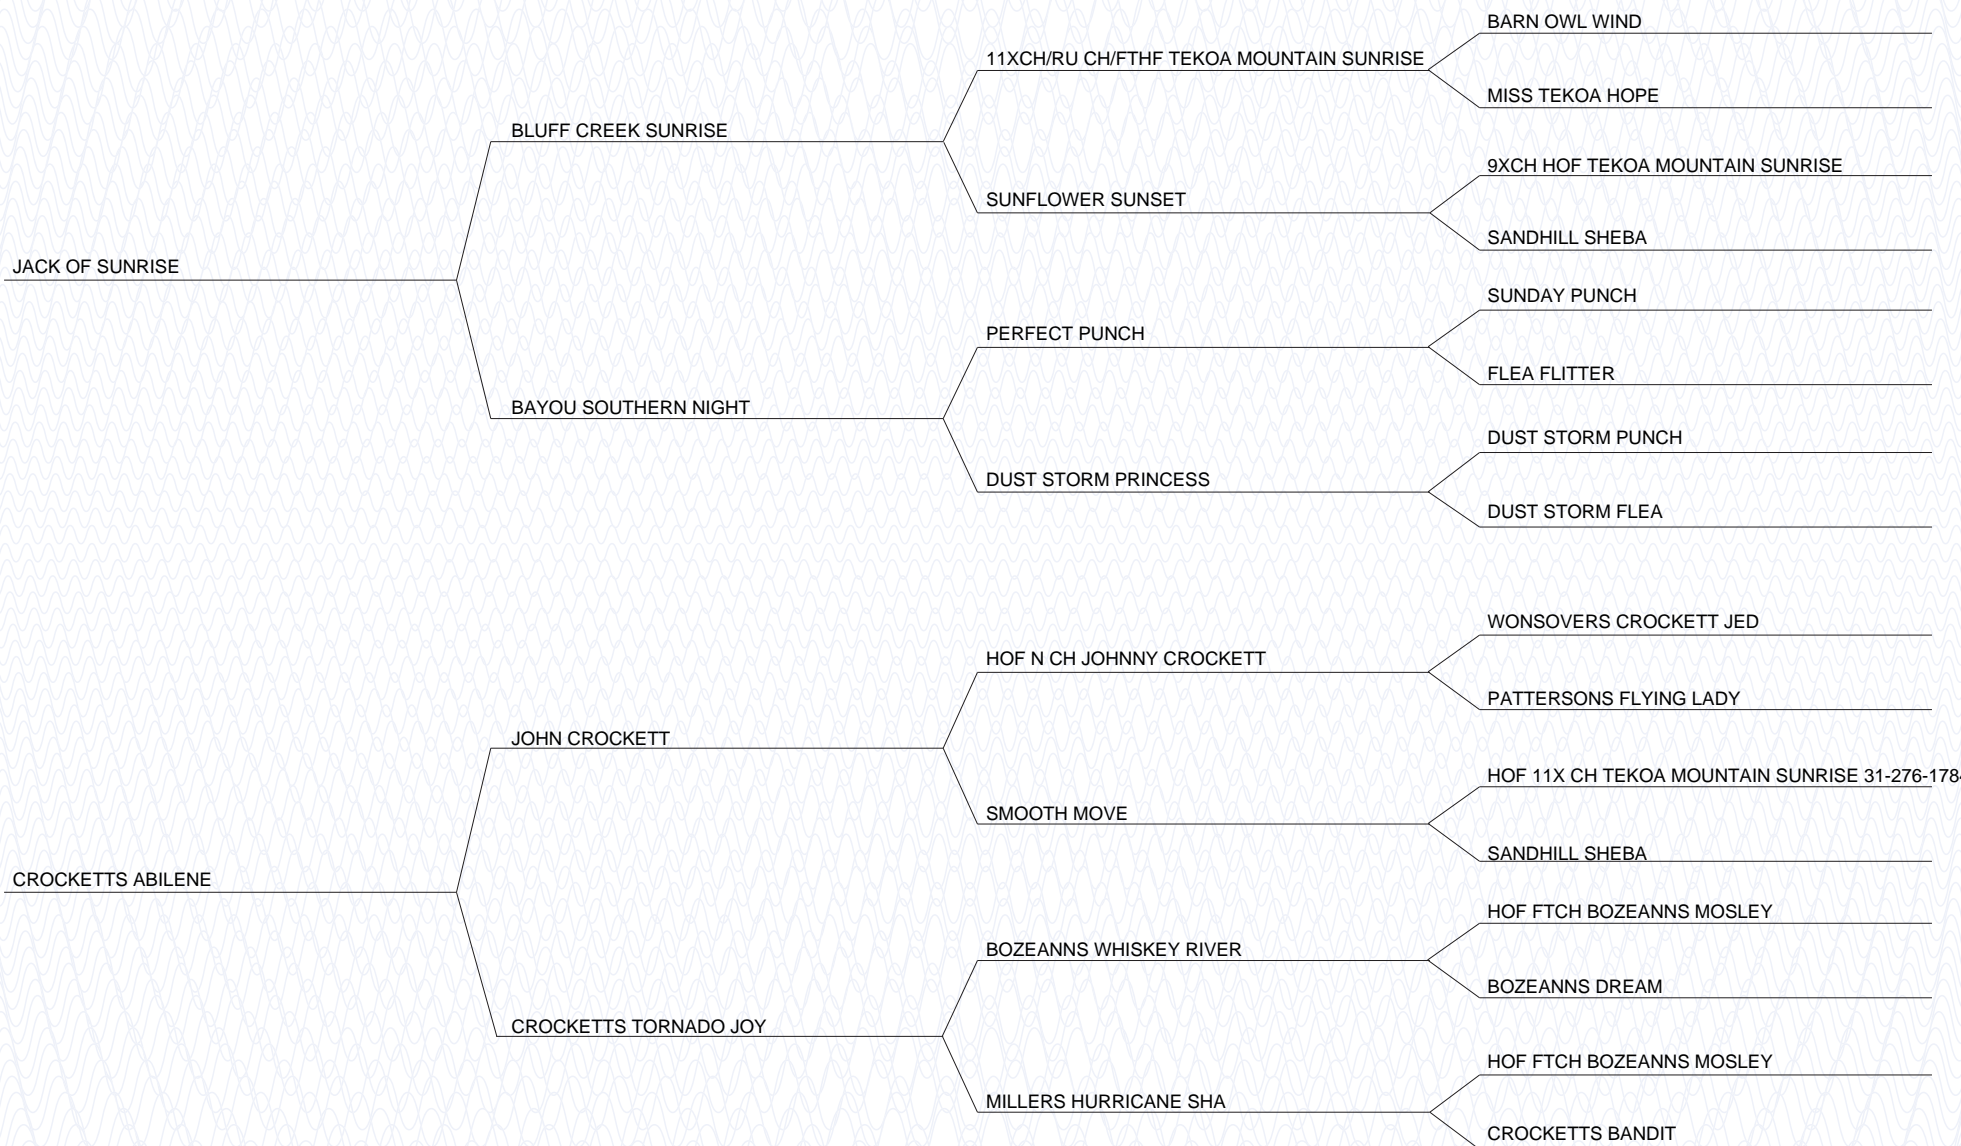 BARN OWL WIND
11XCH/RU CH/FTHF TEKOA MOUNTAIN SUNRISE
MISS TEKOA HOPE
BLUFF CREEK SUNRISE
9XCH HOF TEKOA MOUNTAIN SUNRISE
SUNFLOWER SUNSET
SANDHILL SHEBA
JACK OF SUNRISE
SUNDAY PUNCH
PERFECT PUNCH
FLEA FLITTER
BAYOU SOUTHERN NIGHT
DUST STORM PUNCH
DUST STORM PRINCESS
DUST STORM FLEA
WONSOVERS CROCKETT JED
HOF N CH JOHNNY CROCKETT
PATTERSONS FLYING LADY
JOHN CROCKETT
HOF 11X CH TEKOA MOUNTAIN SUNRISE 31-276-178
SMOOTH MOVE
SANDHILL SHEBA
CROCKETTS ABILENE
HOF FTCH BOZEANNS MOSLEY
BOZEANNS WHISKEY RIVER
BOZEANNS DREAM
CROCKETTS TORNADO JOY
HOF FTCH BOZEANNS MOSLEY
MILLERS HURRICANE SHA
CROCKETTS BANDIT